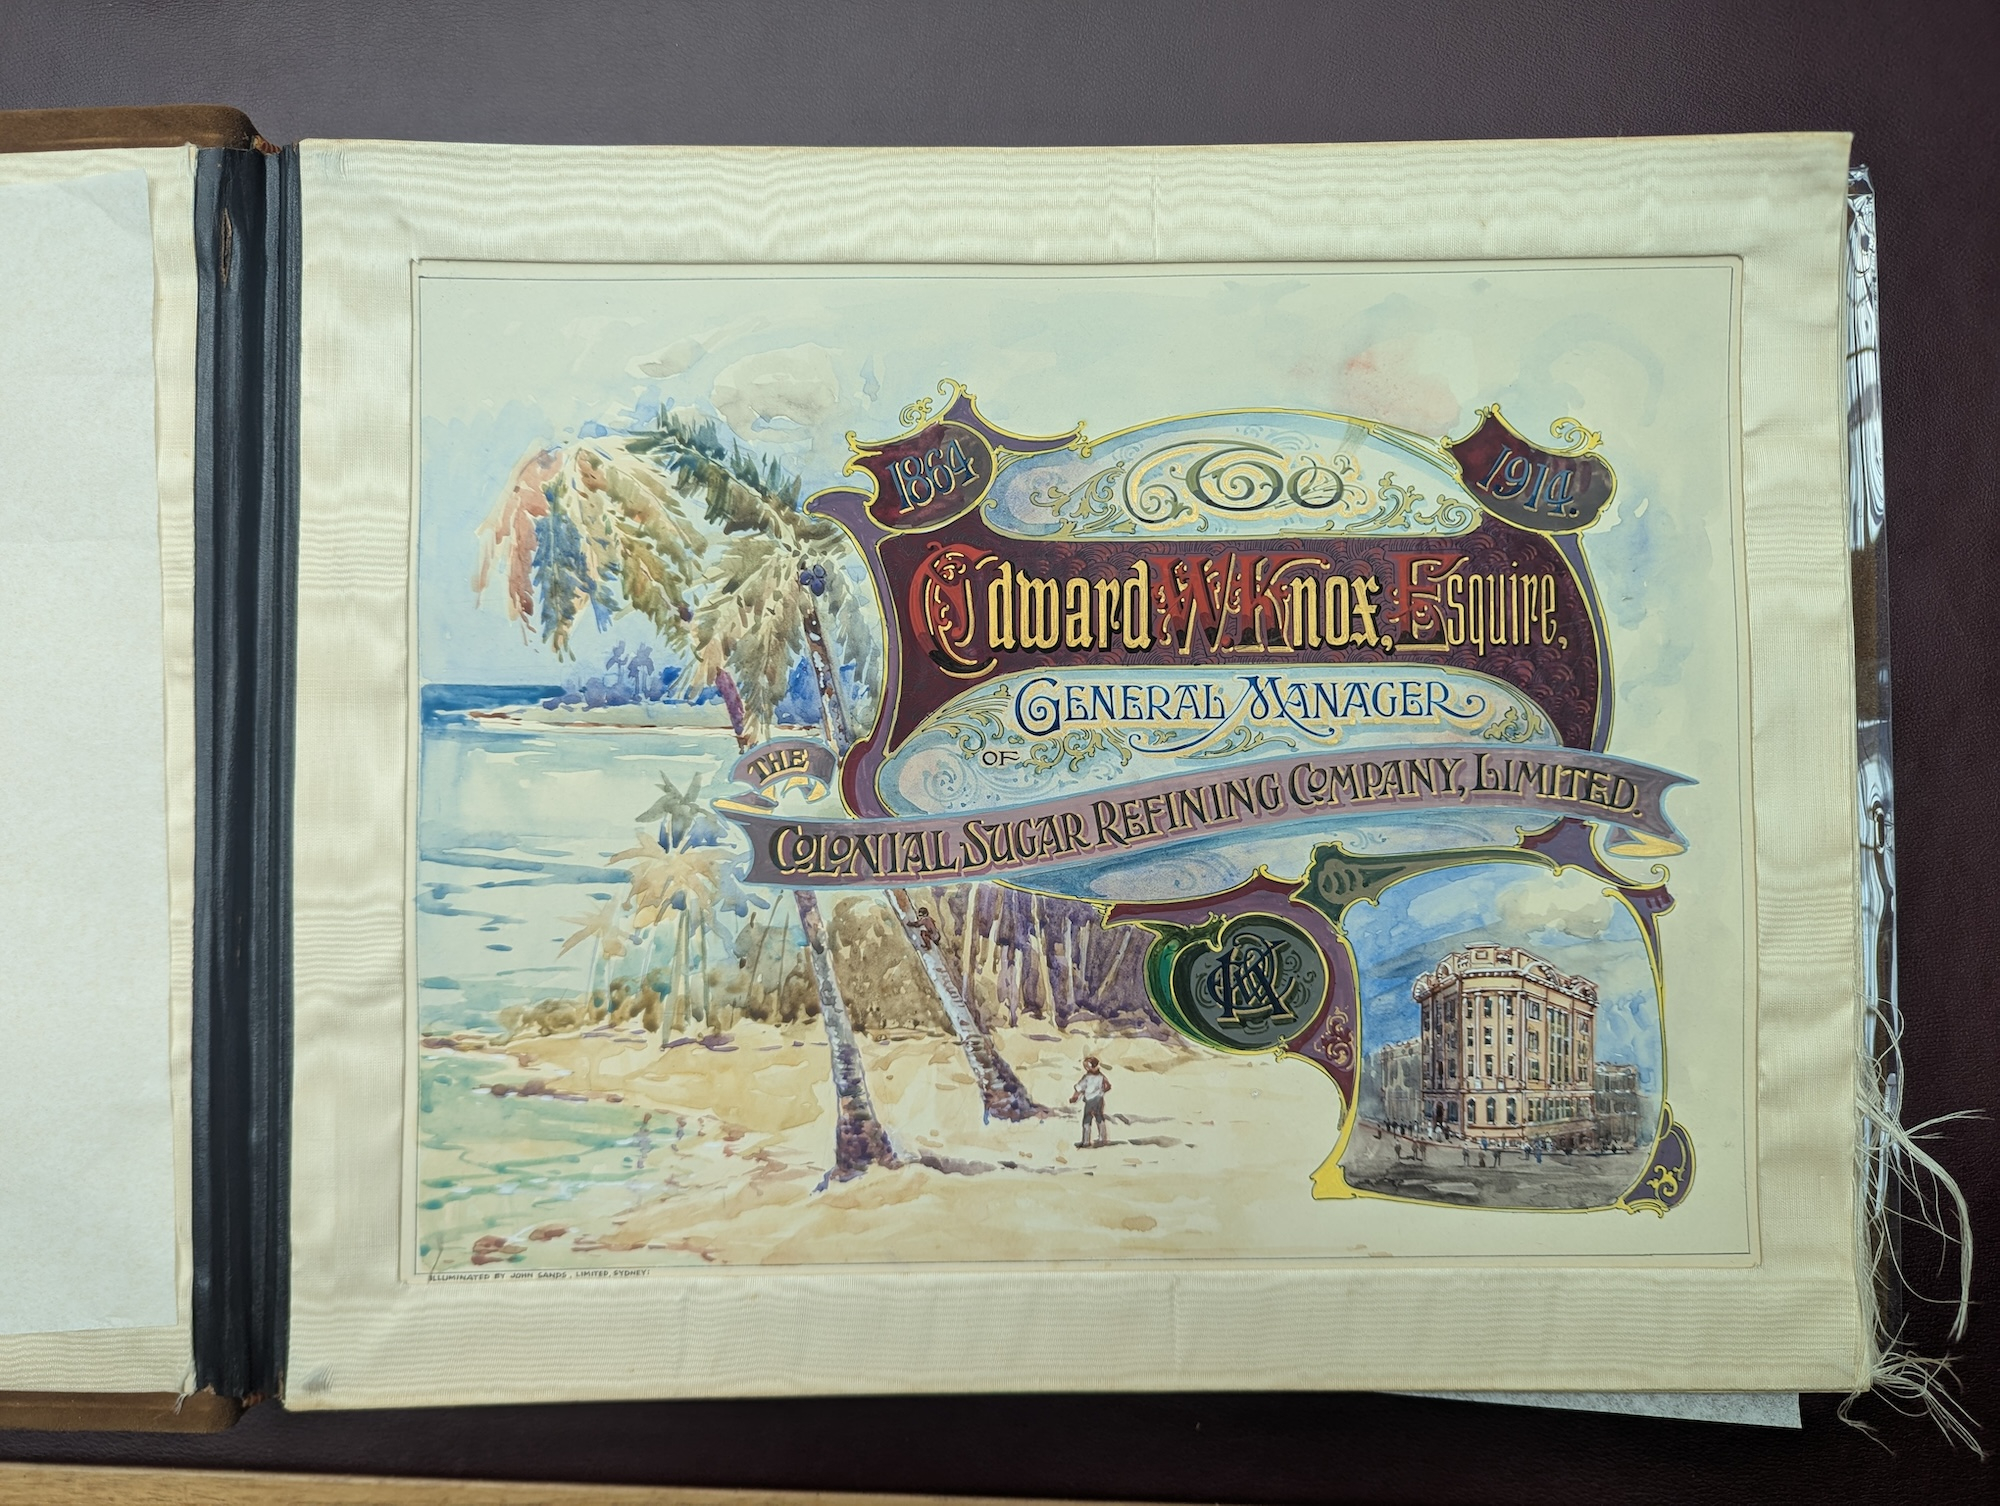 1864
1914.
To
Edward W. Knox, Esquire,
GENERAL MANAGER
OF
THE
COLONIAL SUGAR REFINING COMPANY, LIMITED.
ILLUMINATED BY JOHN SANDS, LIMITED, SYDNEY.